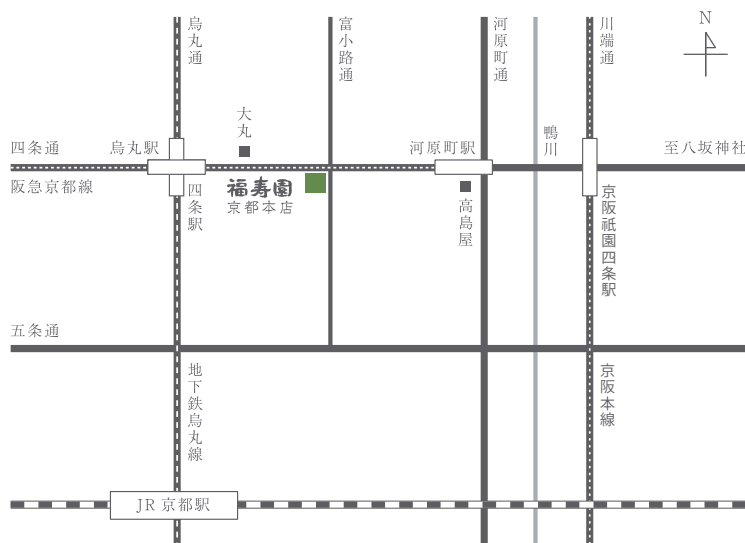 烏丸通
富小路通
河原町通
川端通
N
大丸
鴨川
四条通
烏丸駅
河原町駅
至八坂神社
阪急京都線
四条駅
福寿園
京都本店
高島屋
京阪祇園四条駅
五条通
地下鉄烏丸線
京阪本線
JR 京都駅